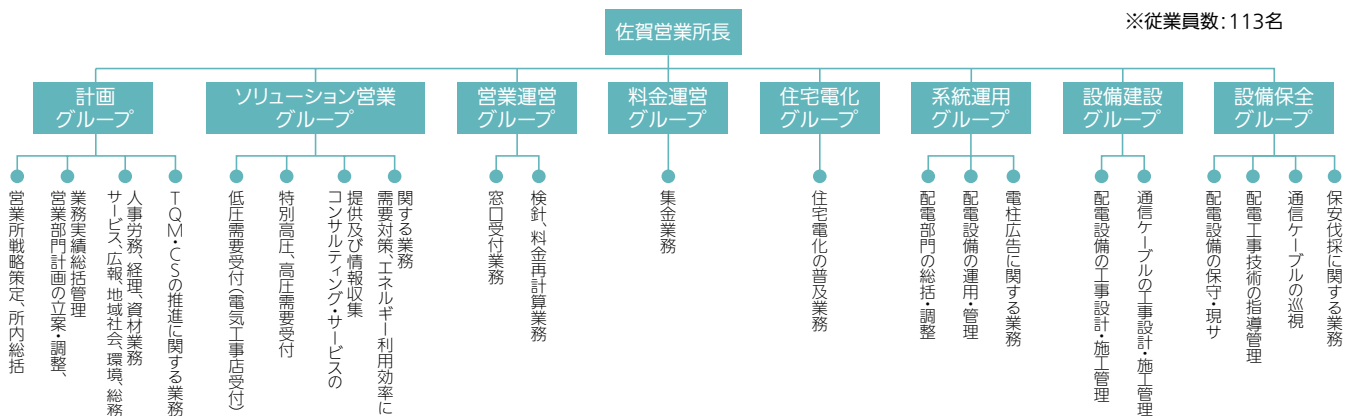 佐賀営業所長
※従業員数:113名
計画
グループ
ソリューション営業
グループ
営業運営
グループ
料金運営
グループ
住宅電化
グループ
系統運用
グループ
設備建設
グループ
設備保全
グループ
営業所戦略策定、所内総括
業務実績総括管理
営業部門計画の立案・調整、
人事労務、経理、資材業務
サービス、広報、地域社会、環境、総務
TQM・CSの推進に関する業務
低圧需要受付(電気工事店受付)
特別高圧、高圧需要受付
提供及び情報収集
コンサルティング・サービスの
関する業務
需要対策、エネルギー利用効率に
窓口受付業務
検針、料金再計算業務
集金業務
住宅電化の普及業務
配電部門の総括・調整
配電設備の運用・管理
電柱広告に関する業務
配電設備の工事設計・施工管理
通信ケーブルの工事設計・施工管理
配電設備の保守・現サ
配電工事技術の指導管理
通信ケーブルの巡視
保安伐採に関する業務